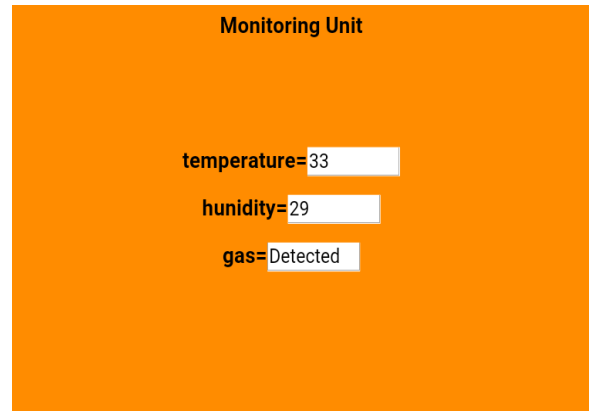 Monitoring Unit
temperature=33
hunidity=29
gas=Detected